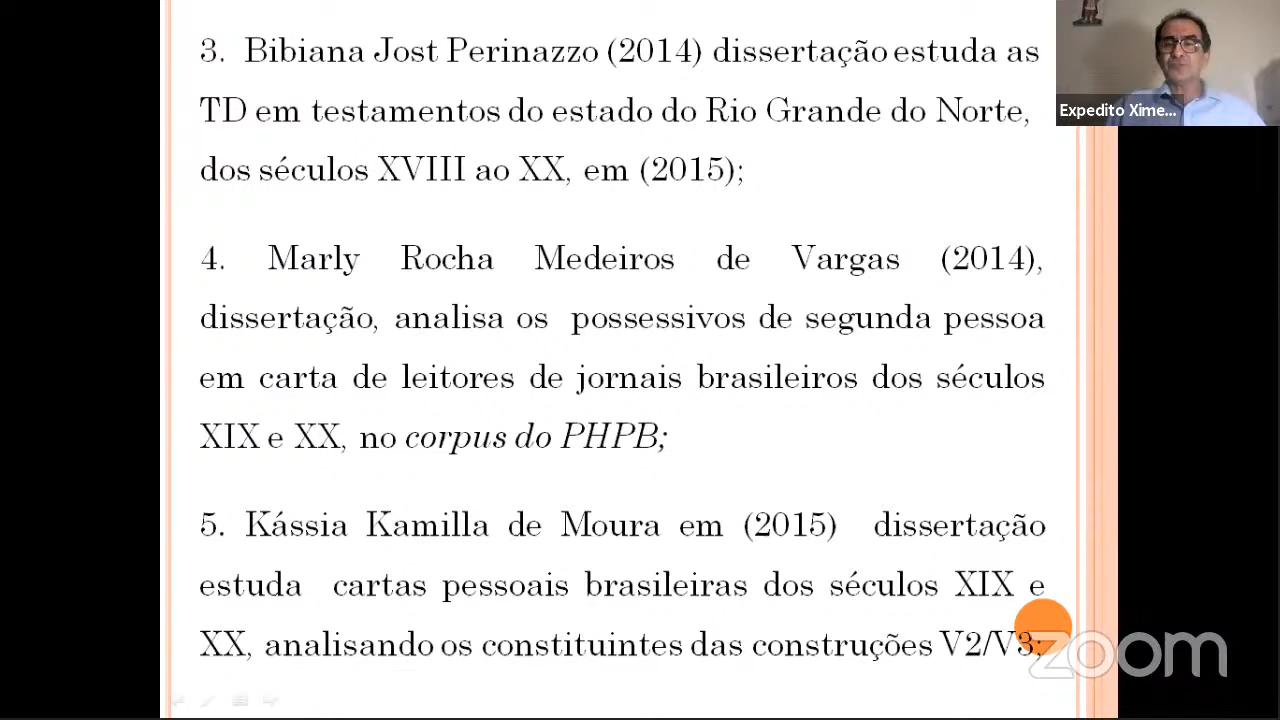 3. Bibiana Jost Perinazzo (2014) dissertação estuda as
TD em testamentos do estado do Rio Grande do Norte,
dos séculos XVIII ao XX, em (2015);
4. Marly Rocha Medeiros de Vargas (2014),
dissertação, analisa os possessivos de segunda pessoa
em carta de leitores de jornais brasileiros dos séculos
XIX e XX, no corpus do PHPB;
5. Kássia Kamilla de Moura em (2015) dissertação
estuda cartas pessoais brasileiras dos séculos XIX e
XX, analisando os constituintes das construções V2/V3;
Expedito Xime...
zoom